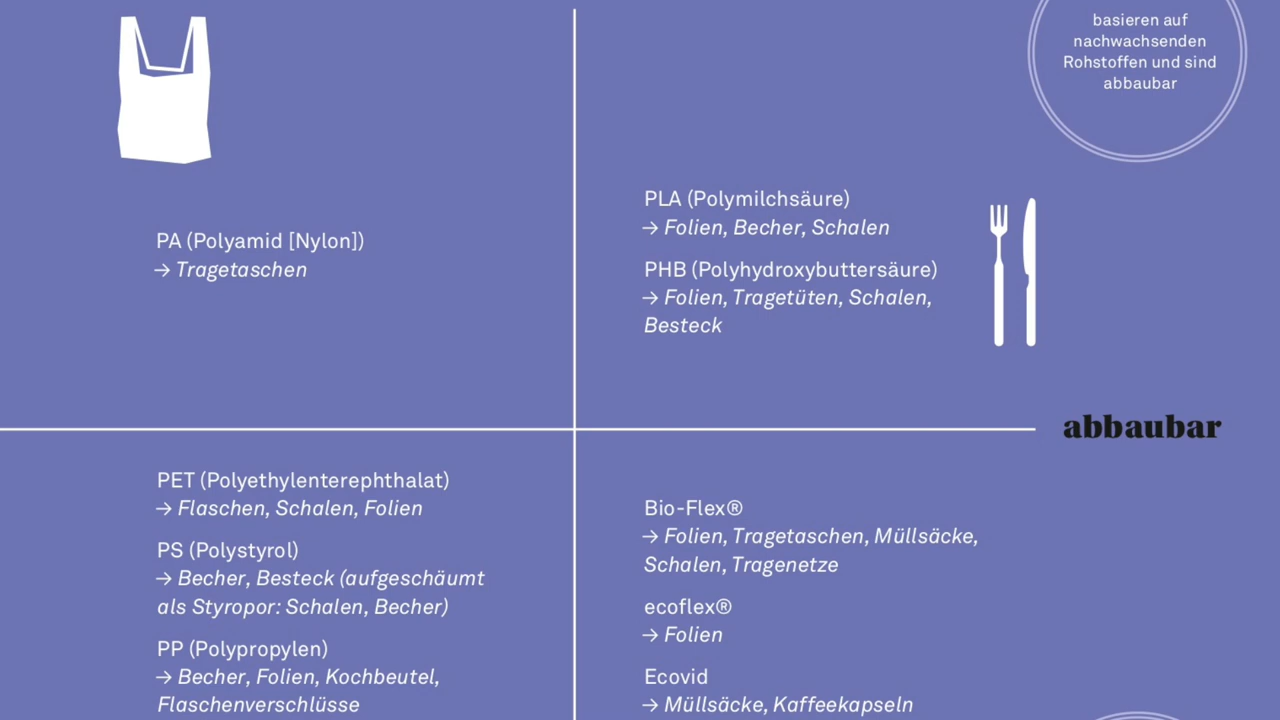 basieren auf
nachwachsenden
Rohstoffen und sind
abbaubar
PA (Polyamid [Nylon])
→ Tragetaschen
PLA (Polymilchsäure)
→ Folien, Becher, Schalen
PHB (Polyhydroxybuttersäure)
→ Folien, Tragetüten, Schalen,
Besteck
abbaubar
PET (Polyethylenterephthalat)
→ Flaschen, Schalen, Folien
PS (Polystyrol)
→ Becher, Besteck (aufgeschäumt
als Styropor: Schalen, Becher)
PP (Polypropylen)
→ Becher, Folien, Kochbeutel,
Flaschenverschlüsse
Bio-Flex®
→ Folien, Tragetaschen, Müllsäcke,
Schalen, Tragenetze
ecoflex®
→ Folien
Ecovid
→ Müllsäcke, Kaffeekapseln